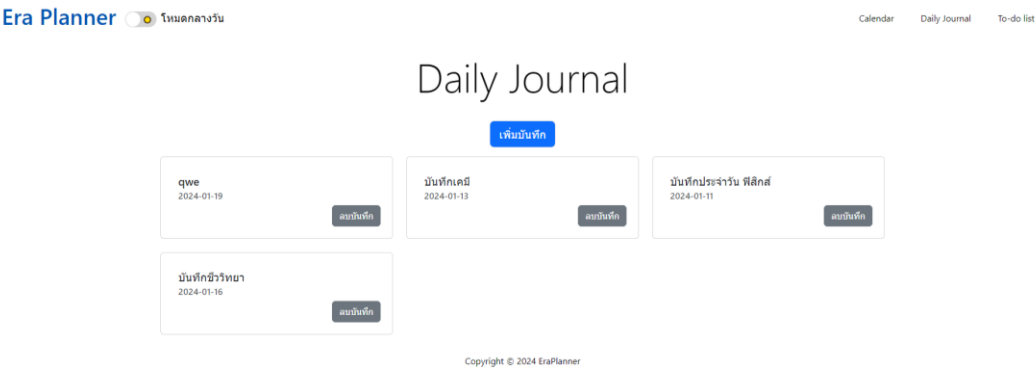 Era Planner โหมดกลางวัน Calendar Daily Journal To-do list
Daily Journal
เพิ่มบันทึก
qwe
2024-01-19
ลบบันทึก
บันทึกเคมี
2024-01-13
ลบบันทึก
บันทึกประจำวัน ฟิสิกส์
2024-01-11
ลบบันทึก
บันทึกชีววิทยา
2024-01-16
ลบบันทึก
Copyright © 2024 EraPlanner